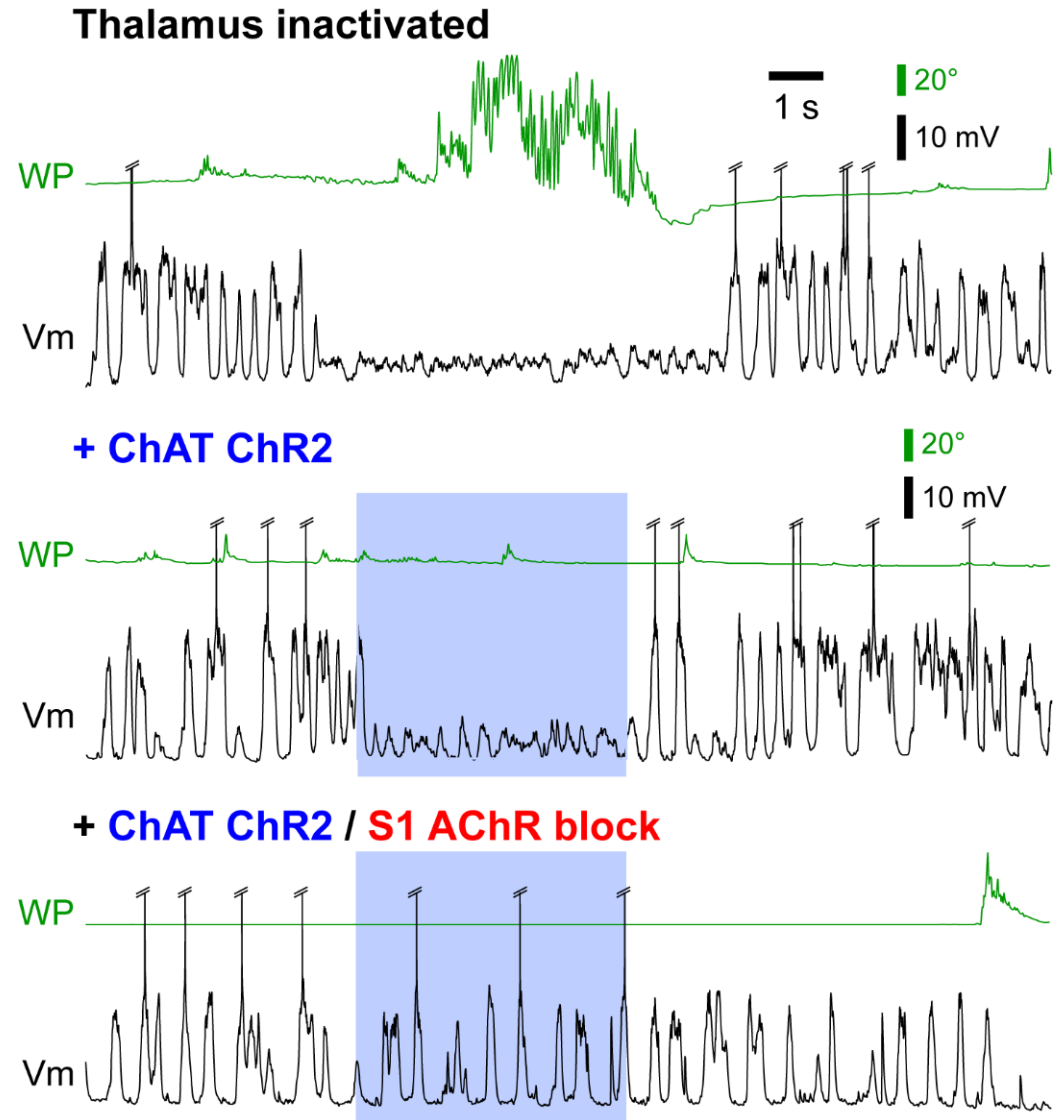 Thalamus inactivated
20°
1 s
10 mV
WP
Vm
+ ChAT ChR2
20°
10 mV
WP
Vm
+ ChAT ChR2 / S1 AChR block
WP
Vm